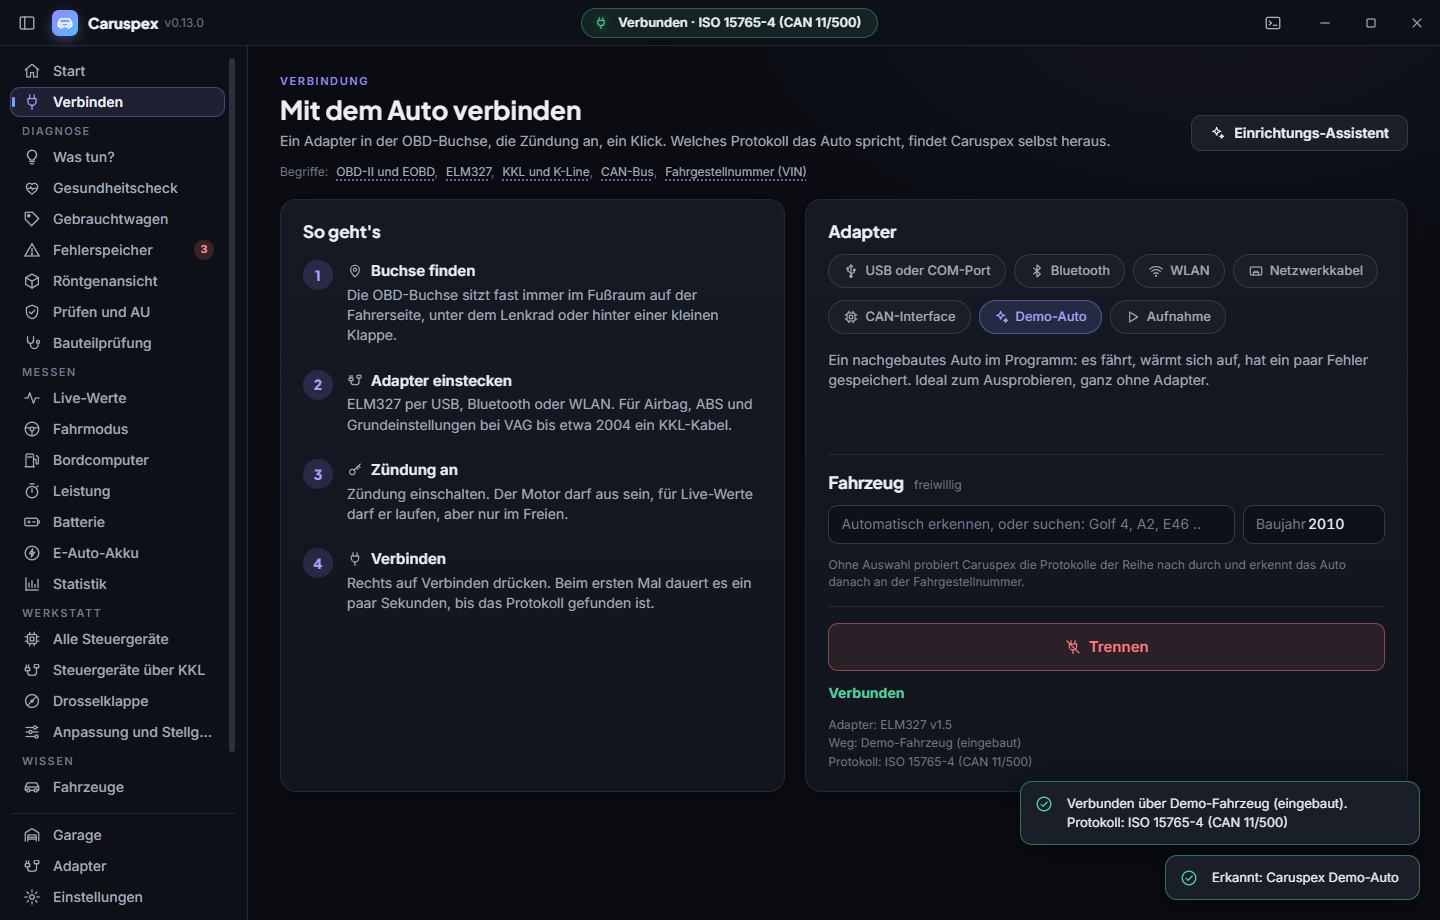 Caruspex v0.13.0
Verbunden · ISO 15765-4 (CAN 11/500)
Start
Verbinden
DIAGNOSE
Was tun?
Gesundheitscheck
Gebrauchtwagen
Fehlerspeicher 3
Röntgenansicht
Prüfen und AU
Bauteilprüfung
MESSEN
Live-Werte
Fahrmodus
Bordcomputer
Leistung
Batterie
E-Auto-Akku
Statistik
WERKSTATT
Alle Steuergeräte
Steuergeräte über KKL
Drosselklappe
Anpassung und Stellg...
WISSEN
Fahrzeuge
Garage
Adapter
Einstellungen
VERBINDUNG
Mit dem Auto verbinden
Ein Adapter in der OBD-Buchse, die Zündung an, ein Klick. Welches Protokoll das Auto spricht, findet Caruspex selbst heraus.
Einrichtungs-Assistent
Begriffe: OBD-II und EOBD, ELM327, KKL und K-Line, CAN-Bus, Fahrgestellnummer (VIN)
So geht's
1 Buchse finden
Die OBD-Buchse sitzt fast immer im Fußraum auf der
Fahrerseite, unter dem Lenkrad oder hinter einer kleinen
Klappe.
2 Adapter einstecken
ELM327 per USB, Bluetooth oder WLAN. Für Airbag, ABS und
Grundeinstellungen bei VAG bis etwa 2004 ein KKL-Kabel.
3 Zündung an
Zündung einschalten. Der Motor darf aus sein, für Live-Werte
darf er laufen, aber nur im Freien.
4 Verbinden
Rechts auf Verbinden drücken. Beim ersten Mal dauert es ein
paar Sekunden, bis das Protokoll gefunden ist.
Adapter
USB oder COM-Port Bluetooth WLAN Netzwerkkabel
CAN-Interface Demo-Auto Aufnahme
Ein nachgebautes Auto im Programm: es fährt, wärmt sich auf, hat ein paar Fehler
gespeichert. Ideal zum Ausprobieren, ganz ohne Adapter.
Fahrzeug freiwillig
Automatisch erkennen, oder suchen: Golf 4, A2, E46 .. Baujahr 2010
Ohne Auswahl probiert Caruspex die Protokolle der Reihe nach durch und erkennt das Auto
danach an der Fahrgestellnummer.
Trennen
Verbunden
Adapter: ELM327 v1.5
Weg: Demo-Fahrzeug (eingebaut)
Protokoll: ISO 15765-4 (CAN 11/500)
Verbunden über Demo-Fahrzeug (eingebaut).
Protokoll: ISO 15765-4 (CAN 11/500)
Erkannt: Caruspex Demo-Auto